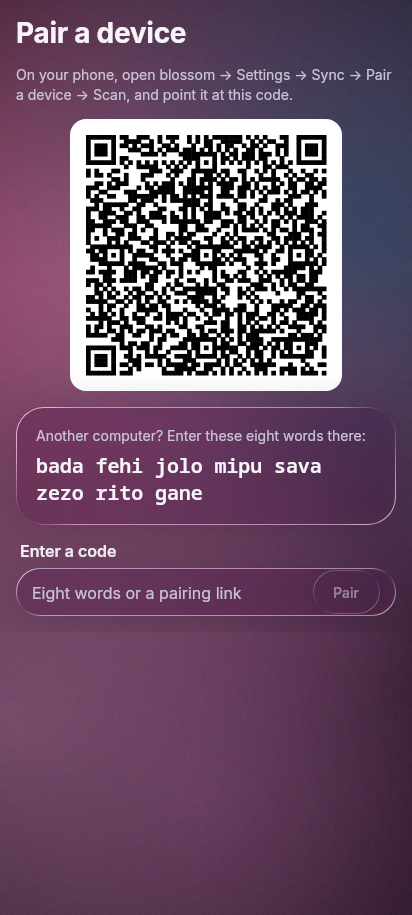 Pair a device
On your phone, open blossom → Settings → Sync → Pair
a device → Scan, and point it at this code.
Another computer? Enter these eight words there:
bada fehi jolo mipu sava
zezo rito gane
Enter a code
Eight words or a pairing link
Pair